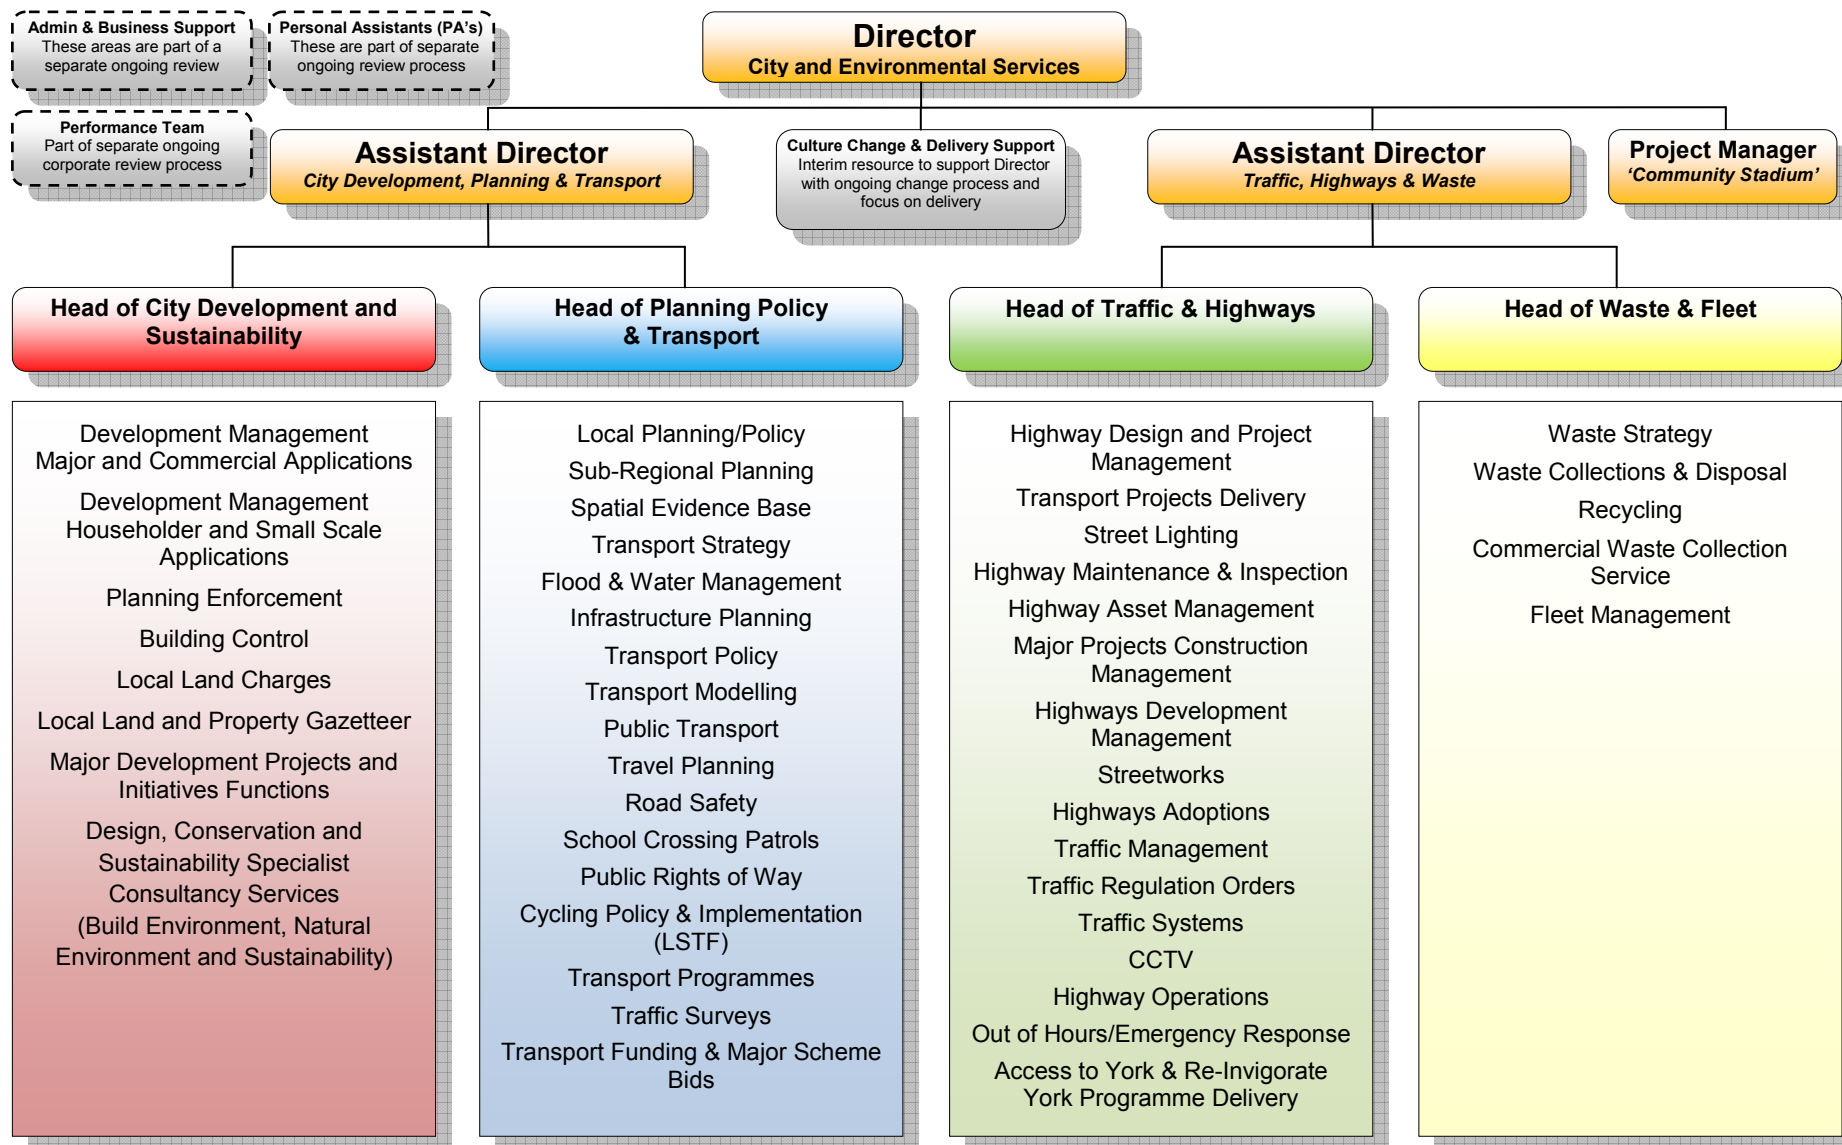 Admin & Business Support
These areas are part of a
separate ongoing review
Personal Assistants (PA's)
These are part of separate
ongoing review process
Director
City and Environmental Services
Performance Team
Part of separate ongoing
corporate review process
Assistant Director
City Development, Planning & Transport
Culture Change & Delivery Support
Interim resource to support Director
with ongoing change process and
focus on delivery
Assistant Director
Traffic, Highways & Waste
Project Manager
‘Community Stadium’
Head of City Development and
Sustainability
Head of Planning Policy
& Transport
Head of Traffic & Highways
Head of Waste & Fleet
Development Management
Major and Commercial Applications
Development Management
Householder and Small Scale
Applications
Planning Enforcement
Building Control
Local Land Charges
Local Land and Property Gazetteer
Major Development Projects and
Initiatives Functions
Design, Conservation and
Sustainability Specialist
Consultancy Services
(Build Environment, Natural
Environment and Sustainability)
Local Planning/Policy
Sub-Regional Planning
Spatial Evidence Base
Transport Strategy
Flood & Water Management
Infrastructure Planning
Transport Policy
Transport Modelling
Public Transport
Travel Planning
Road Safety
School Crossing Patrols
Public Rights of Way
Cycling Policy & Implementation
(LSTF)
Transport Programmes
Traffic Surveys
Transport Funding & Major Scheme
Bids
Highway Design and Project
Management
Transport Projects Delivery
Street Lighting
Highway Maintenance & Inspection
Highway Asset Management
Major Projects Construction
Management
Highways Development
Management
Streetworks
Highways Adoptions
Traffic Management
Traffic Regulation Orders
Traffic Systems
CCTV
Highway Operations
Out of Hours/Emergency Response
Access to York & Re-Invigorate
York Programme Delivery
Waste Strategy
Waste Collections & Disposal
Recycling
Commercial Waste Collection
Service
Fleet Management